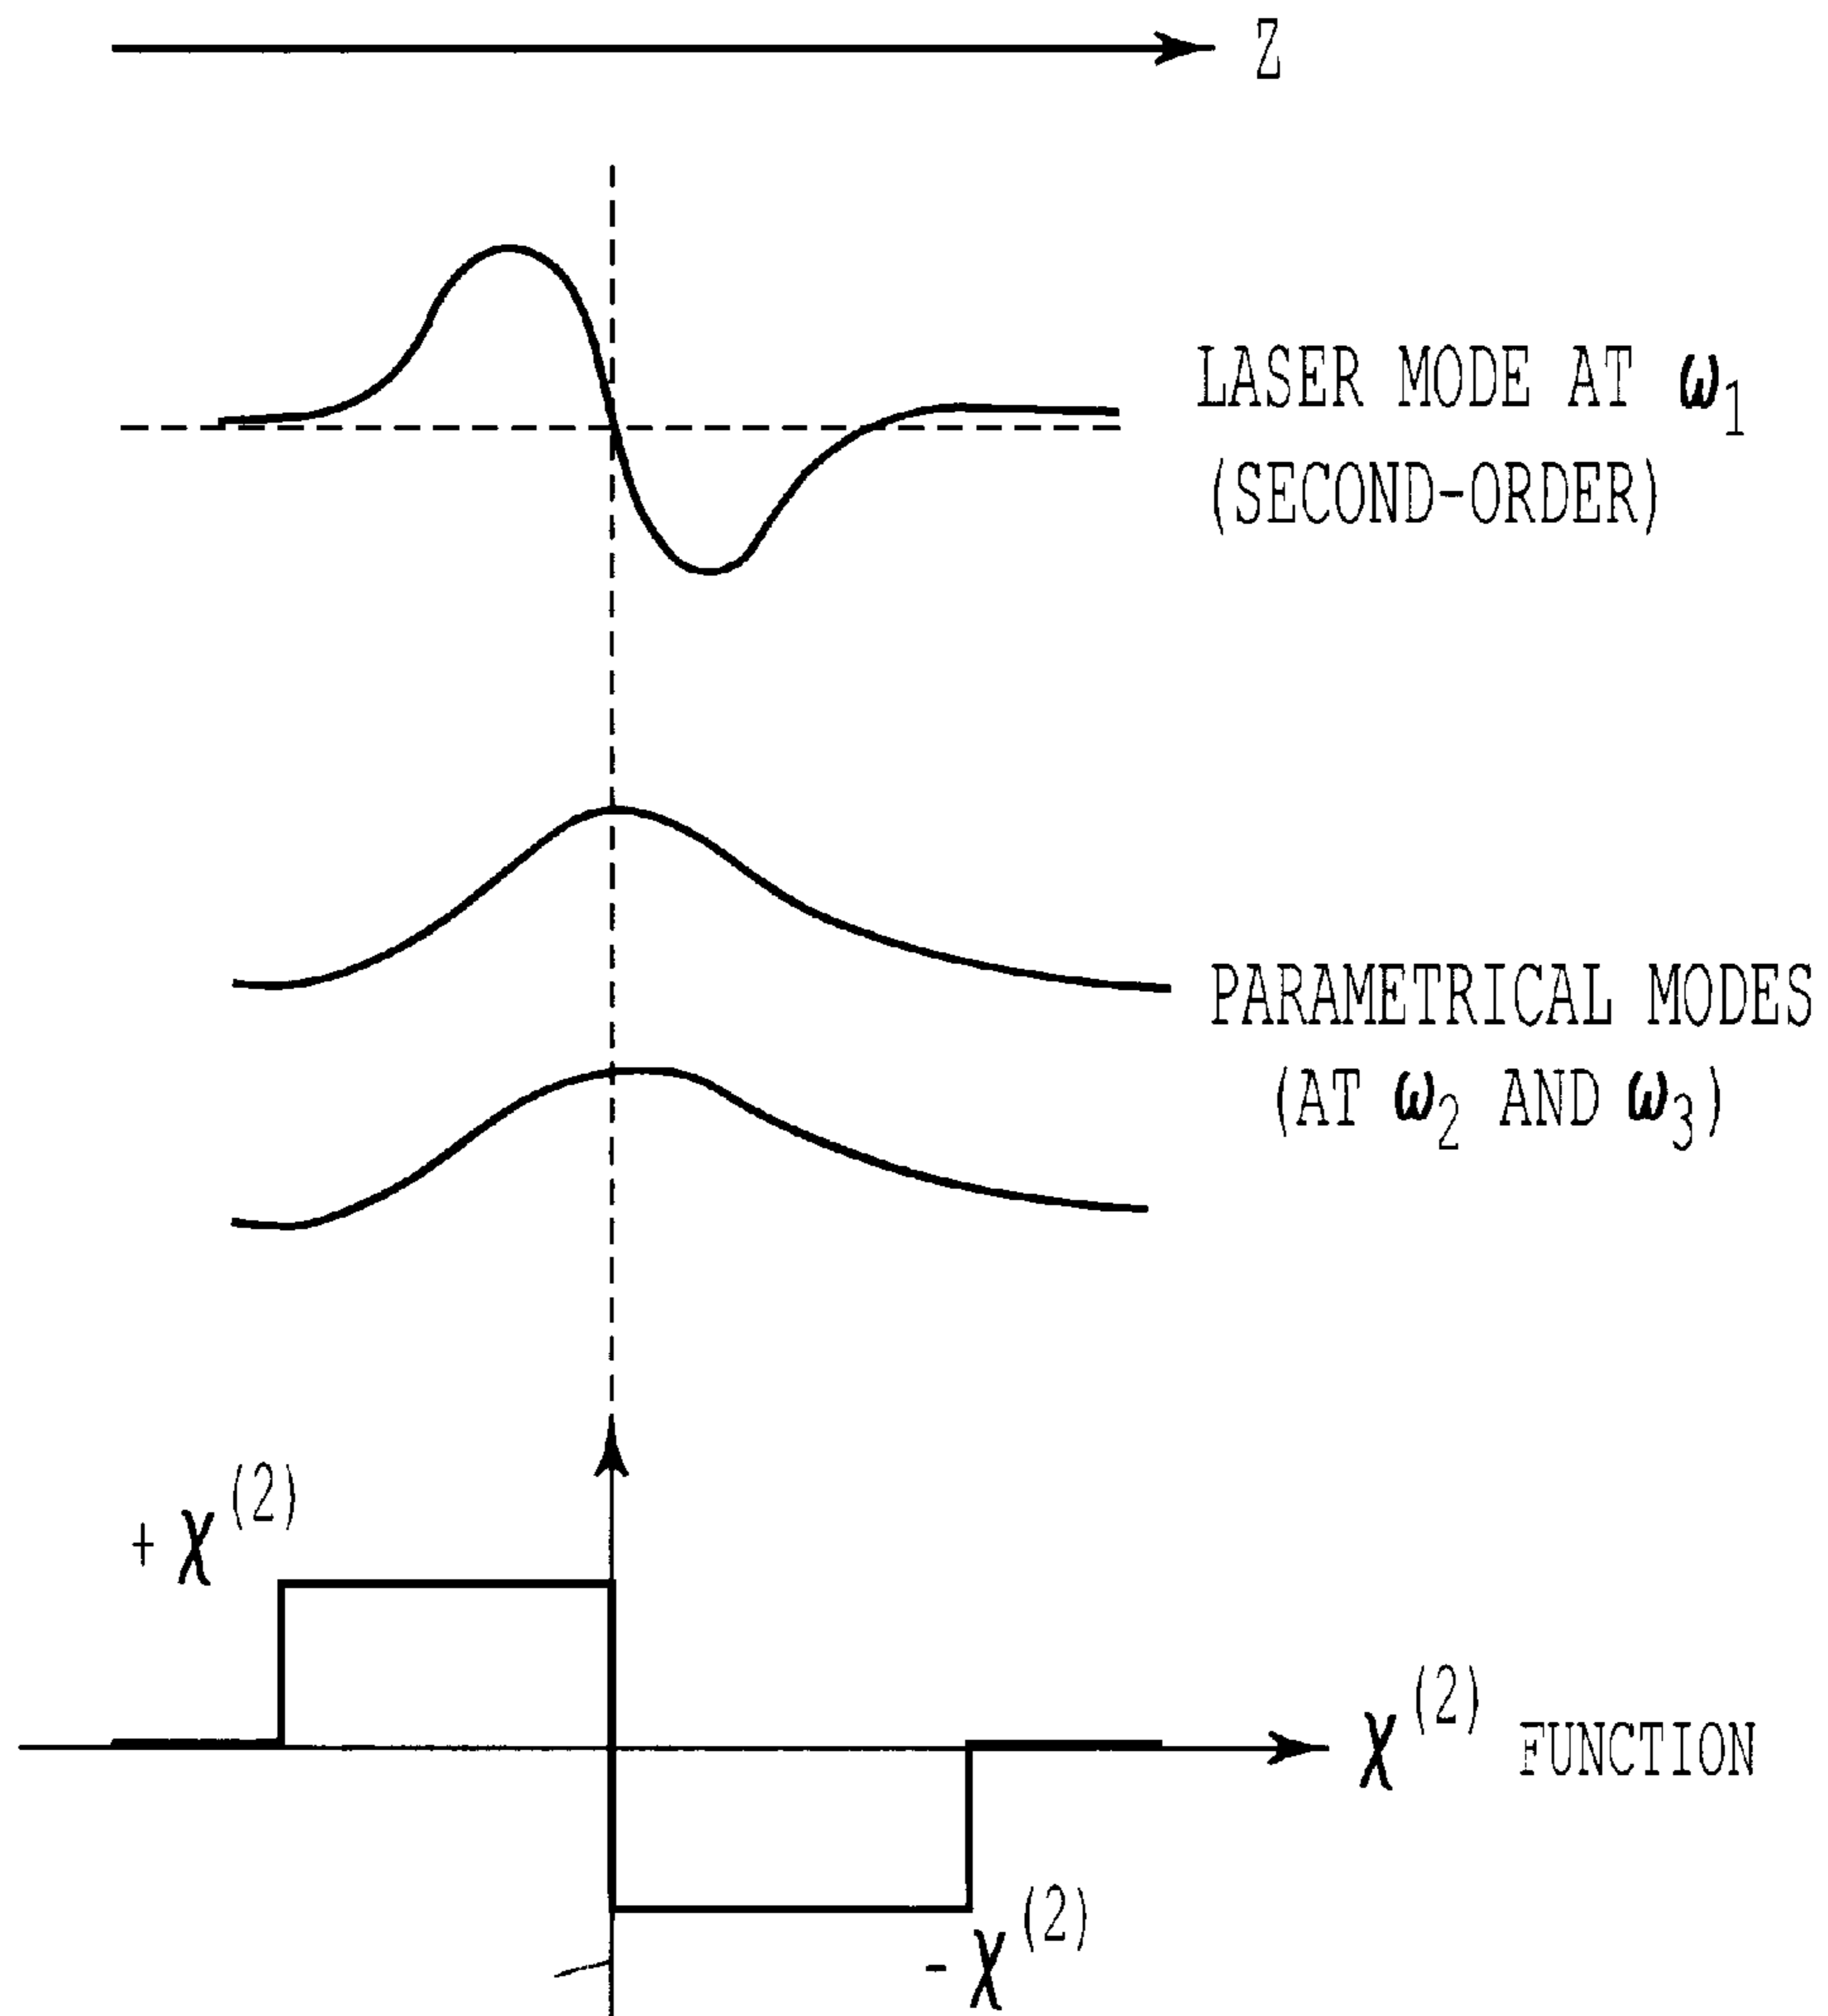 Z
LASER MODE AT ω₁
(SECOND-ORDER)
PARAMETRICAL MODES
(AT ω₂ AND ω₃)
+χ⁽²⁾
χ⁽²⁾ FUNCTION
-χ⁽²⁾